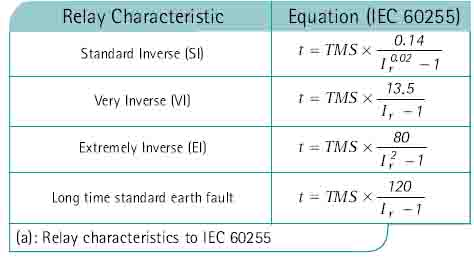 Relay Characteristic Equation (IEC 60255)
Standard Inverse (SI) t = TMS × 0.14 / (I_r^0.02 − 1)
Very Inverse (VI) t = TMS × 13.5 / (I_r − 1)
Extremely Inverse (EI) t = TMS × 80 / (I_r^2 − 1)
Long time standard earth fault t = TMS × 120 / (I_r − 1)
(a): Relay characteristics to IEC 60255